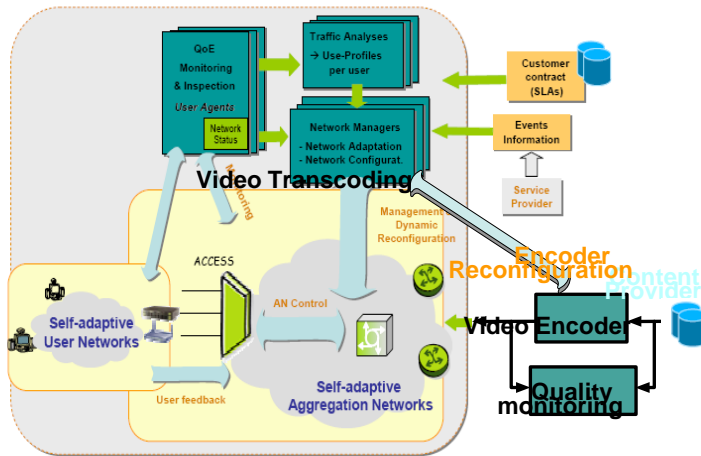 QoE
Monitoring
& Inspection
User Agents
Network
Status
Traffic Analyses
→ Use-Profiles
per user
Customer
contract
(SLAs)
Network Managers
- Network Adaptation
- Network Configurat.
Events
Information
Video Transcoding
Service
Provider
Monitoring
Management
Dynamic
Reconfiguration
ACCESS
Encoder
Reconfiguration
Content
Provider
AN Control
Self-adaptive
User Networks
Video Encoder
Self-adaptive
Aggregation Networks
User feedback
Quality
monitoring